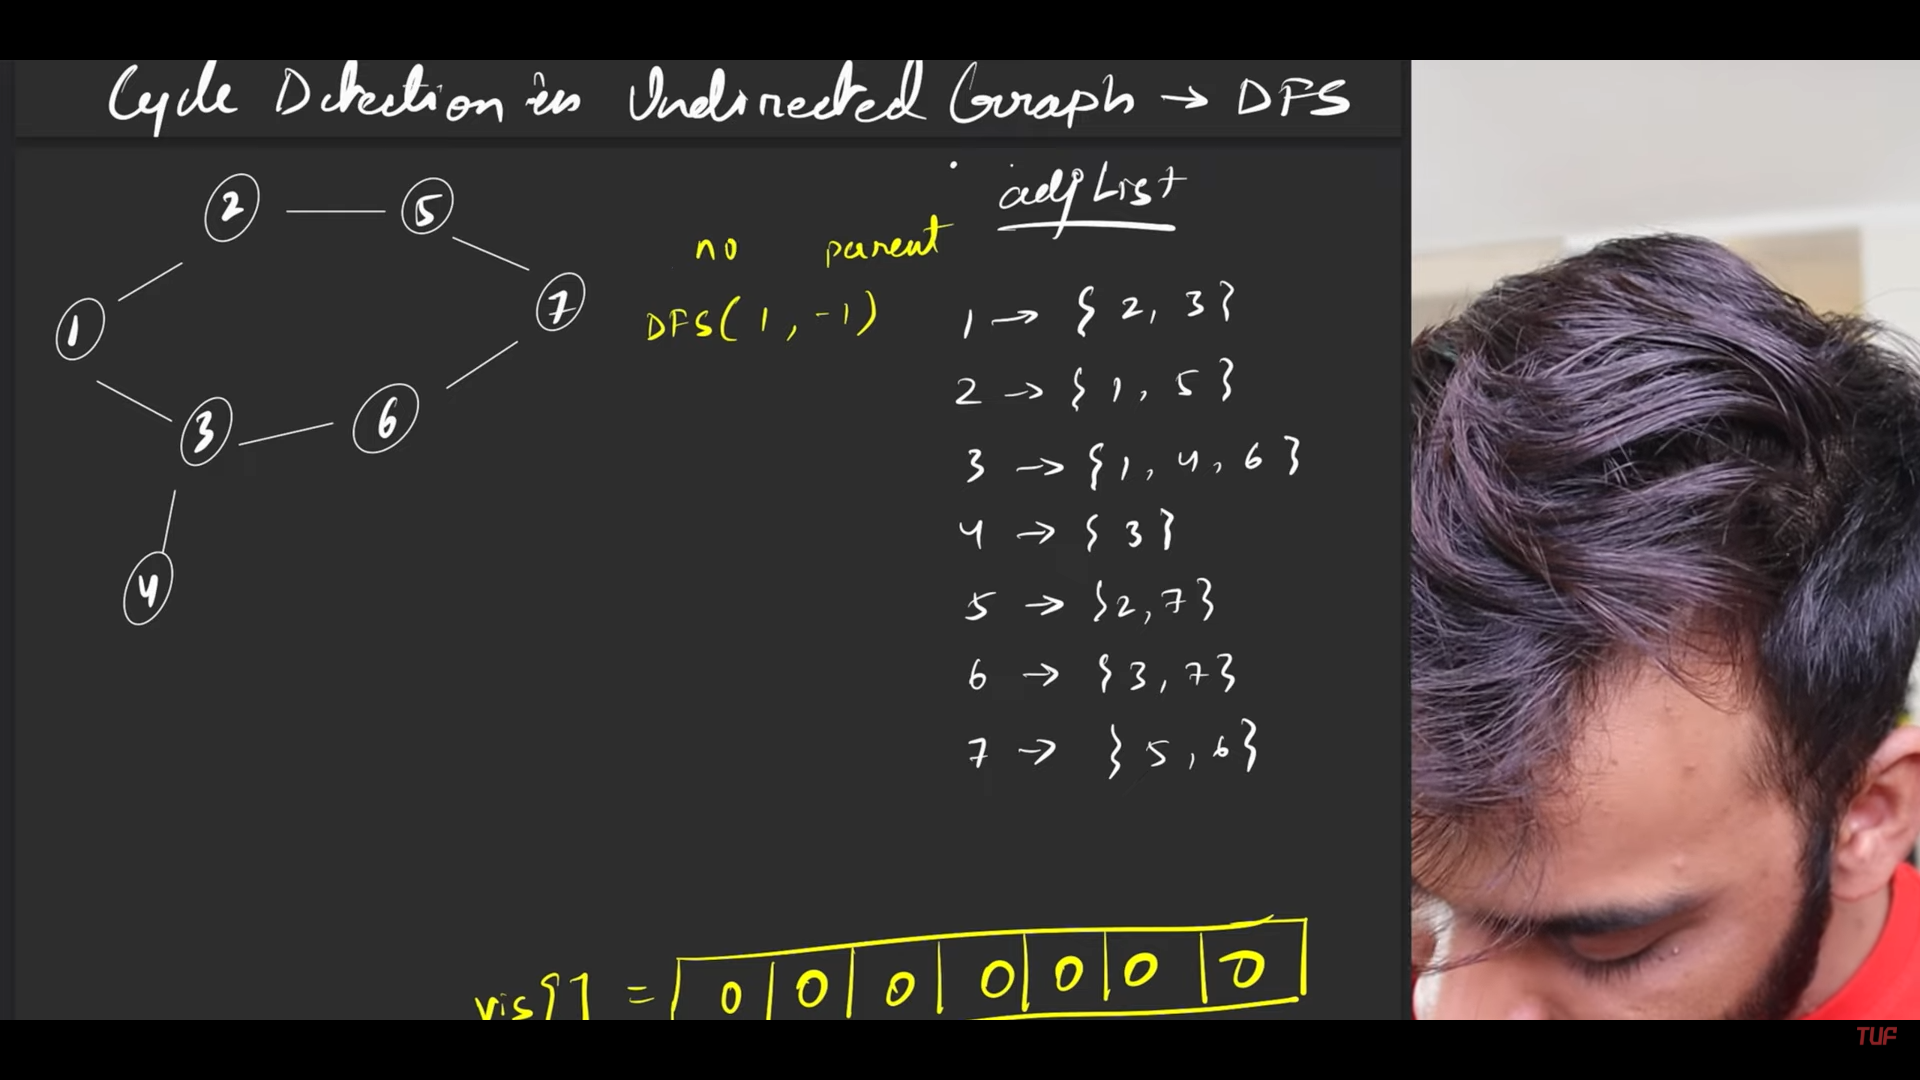 Cycle Detection in Undirected Graph → DFS
adj List
no parent
DFS(1, -1)
2
5
1
7
3
6
4
1 → { 2, 3 }
2 → { 1, 5 }
3 → { 1, 4, 6 }
4 → { 3 }
5 → { 2, 7 }
6 → { 3, 7 }
7 → { 5, 6 }
vis[] = 0 0 0 0 0 0 0
TUF